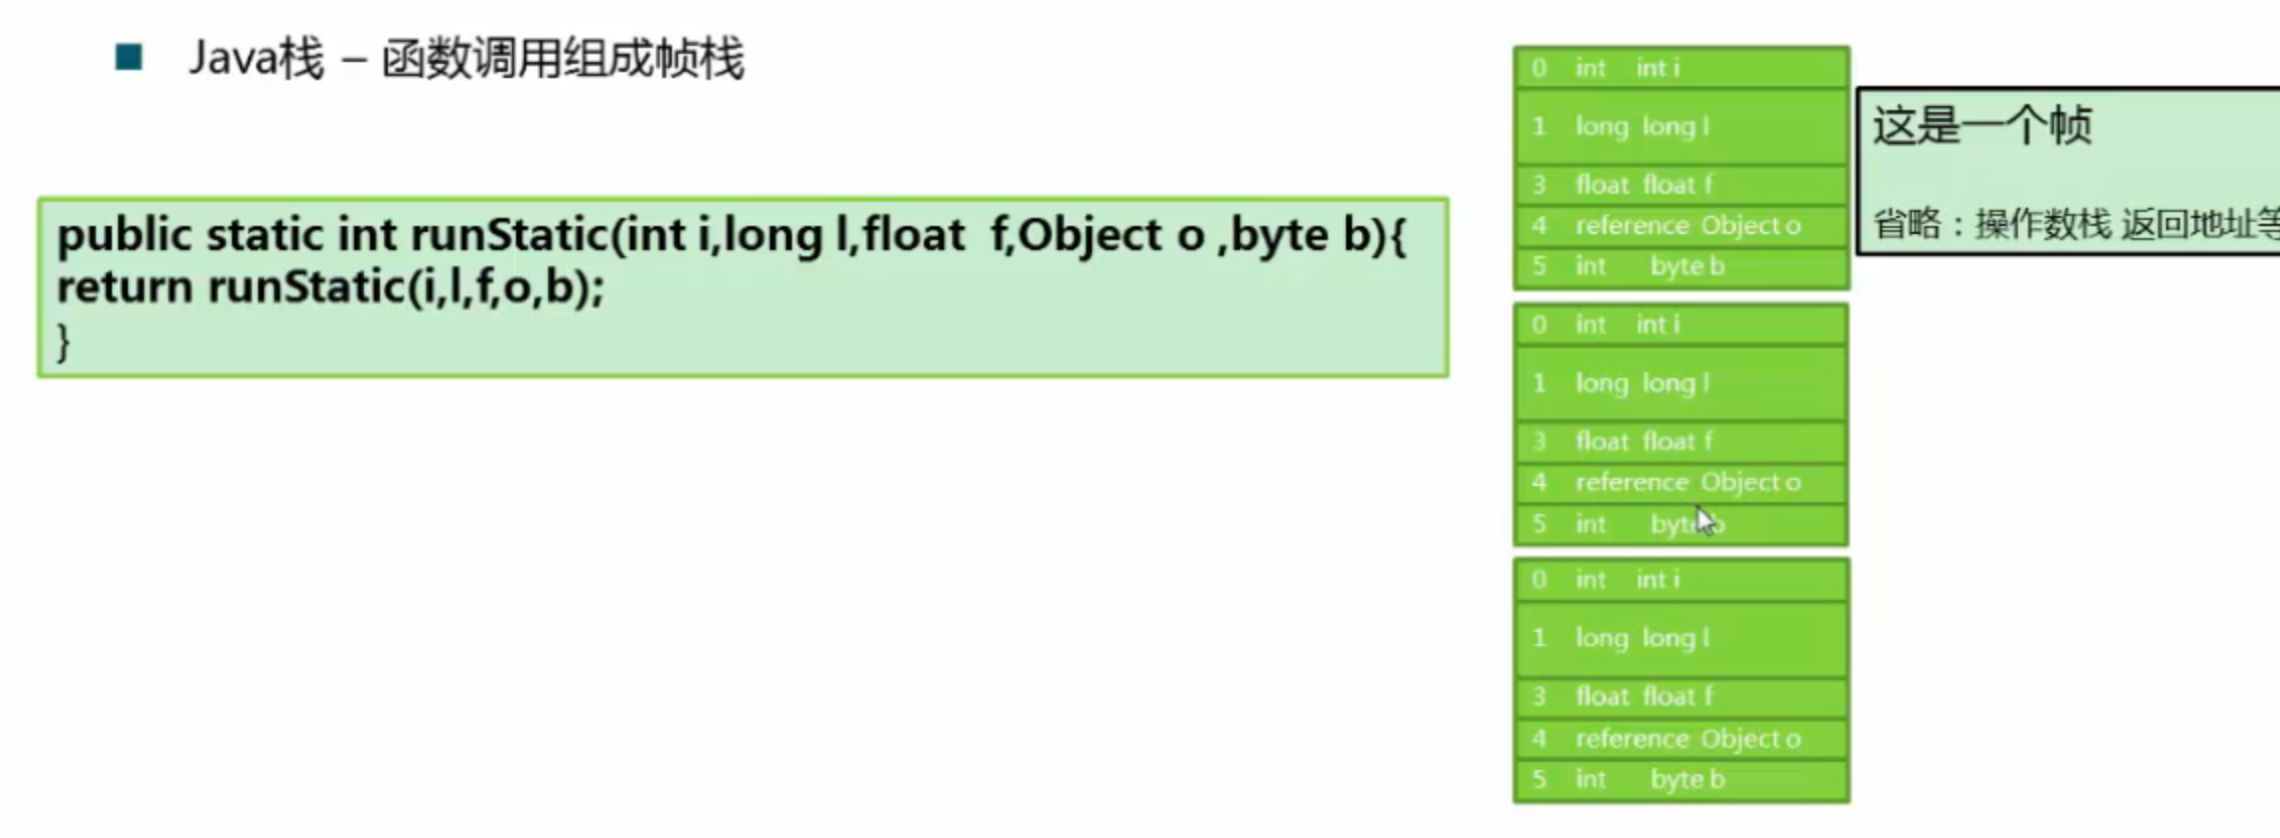 Java栈 – 函数调用组成帧栈
public static int runStatic(int i,long l,float  f,Object o ,byte b){
return runStatic(i,l,f,o,b);
}
0 int int i
1 long long l
3 float float f
4 reference Object o
5 int byte b
这是一个帧
省略：操作数栈 返回地址等
0 int int i
1 long long l
3 float float f
4 reference Object o
5 int byte b
0 int int i
1 long long l
3 float float f
4 reference Object o
5 int byte b